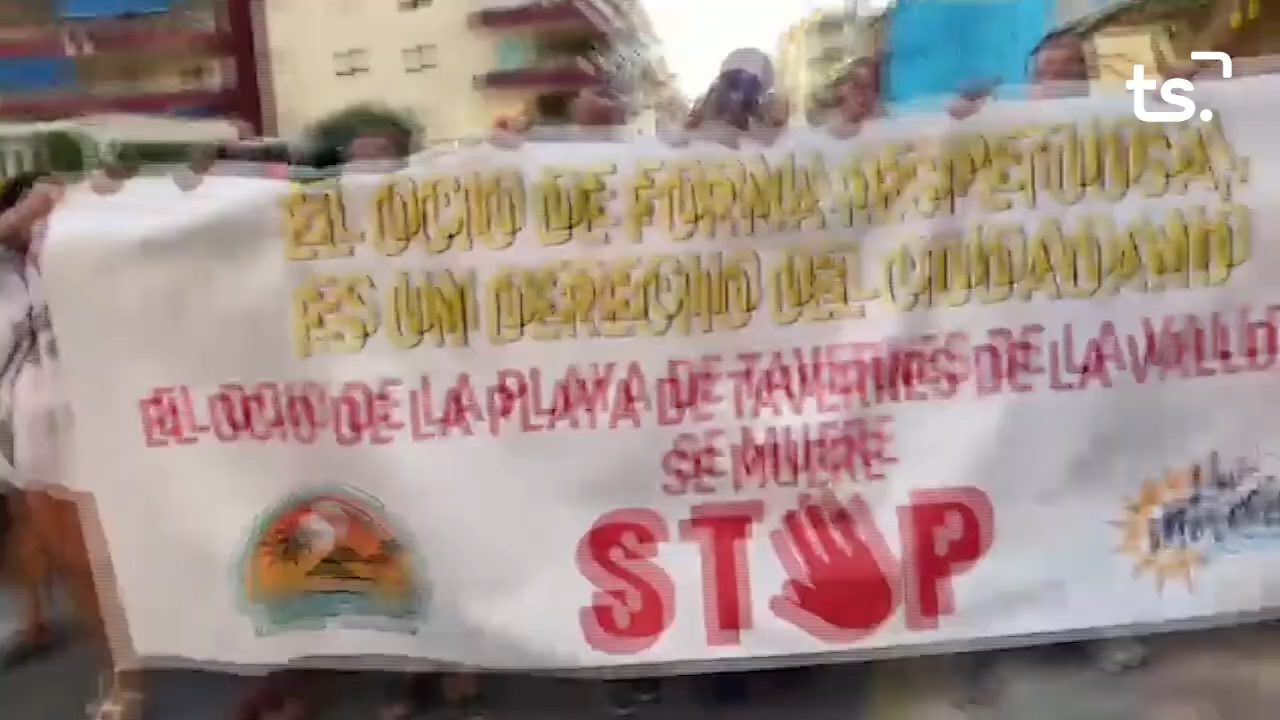 ts.
EL OCIO DE FORMA RESPETUOSA,
ES UN DERECHO DEL CIUDADANO
EL OCIO DE LA PLAYA DE TAVERNES DE LA VALLD
SE MUERE
STOP